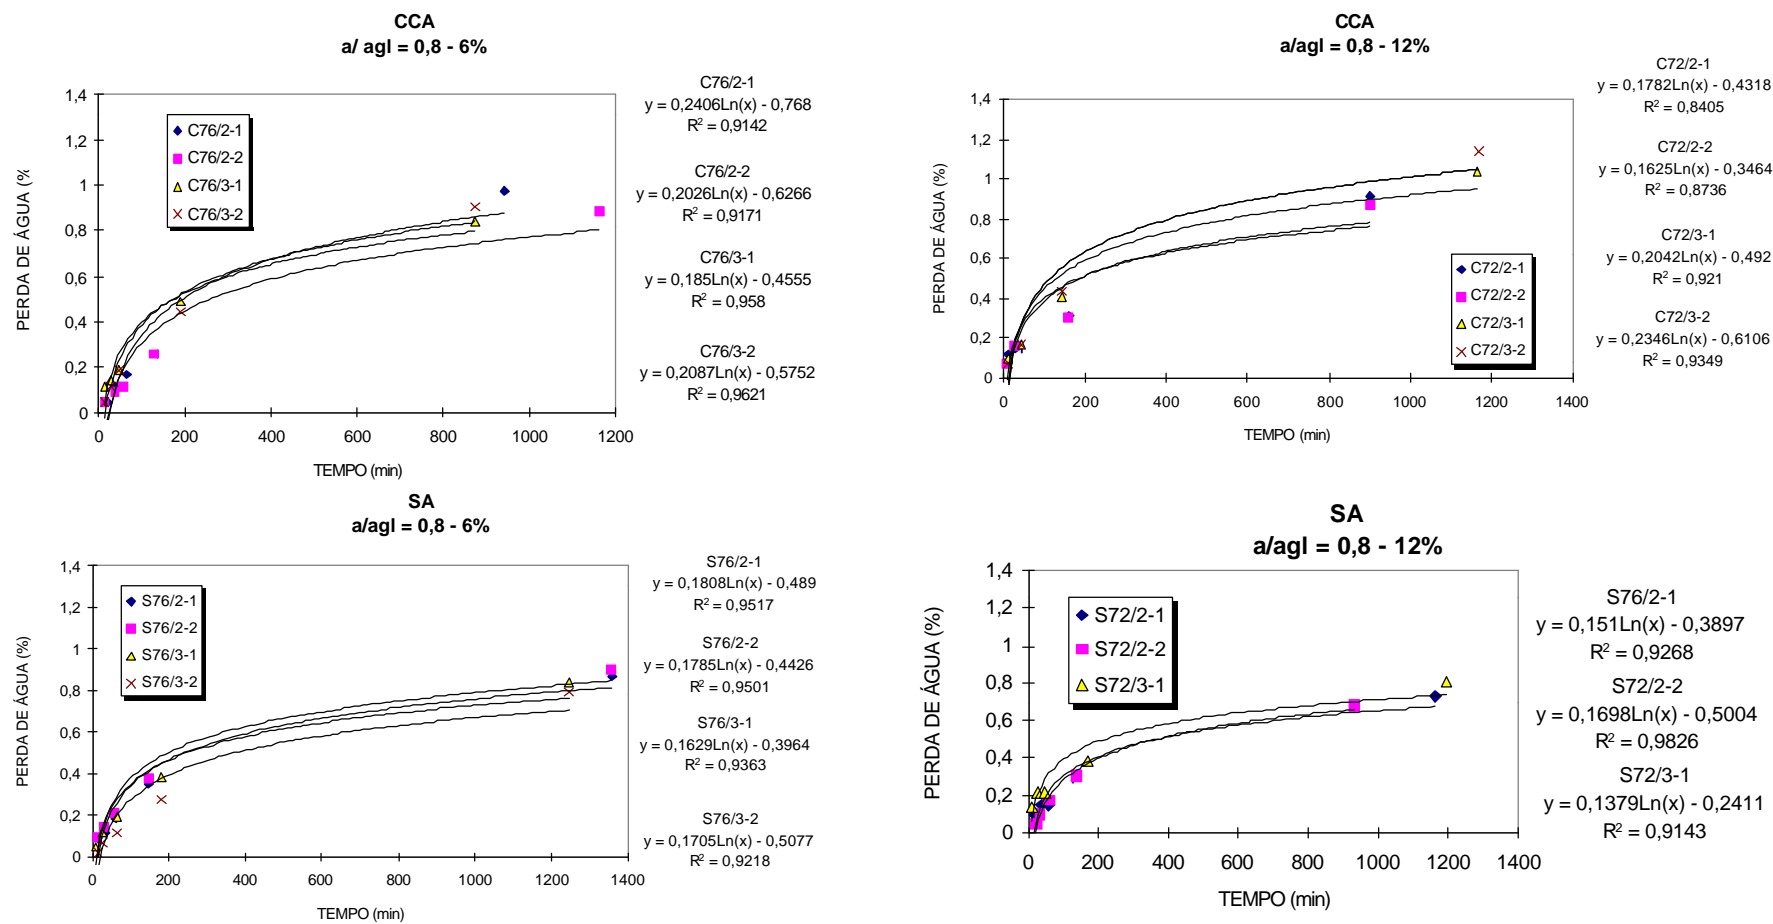 CCA
a/ agl = 0,8 - 6%
PERDA DE ÁGUA (%
1,4
1,2
1
0,8
0,6
0,4
0,2
0
0
200
400
600
800
1000
1200
TEMPO (min)
C76/2-1
C76/2-2
C76/3-1
C76/3-2
C76/2-1
y = 0,2406Ln(x) - 0,768
R² = 0,9142
C76/2-2
y = 0,2026Ln(x) - 0,6266
R² = 0,9171
C76/3-1
y = 0,185Ln(x) - 0,4555
R² = 0,958
C76/3-2
y = 0,2087Ln(x) - 0,5752
R² = 0,9621
CCA
a/agl = 0,8 - 12%
PERDA DE ÁGUA (%)
1,4
1,2
1
0,8
0,6
0,4
0,2
0
0
200
400
600
800
1000
1200
1400
TEMPO (min)
C72/2-1
C72/2-2
C72/3-1
C72/3-2
C72/2-1
y = 0,1782Ln(x) - 0,4318
R² = 0,8405
C72/2-2
y = 0,1625Ln(x) - 0,3464
R² = 0,8736
C72/3-1
y = 0,2042Ln(x) - 0,492
R² = 0,921
C72/3-2
y = 0,2346Ln(x) - 0,6106
R² = 0,9349
SA
a/agl = 0,8 - 6%
PERDA DE ÁGUA (%)
1,4
1,2
1
0,8
0,6
0,4
0,2
0
0
200
400
600
800
1000
1200
1400
TEMPO (min)
S76/2-1
S76/2-2
S76/3-1
S76/3-2
S76/2-1
y = 0,1808Ln(x) - 0,489
R² = 0,9517
S76/2-2
y = 0,1785Ln(x) - 0,4426
R² = 0,9501
S76/3-1
y = 0,1629Ln(x) - 0,3964
R² = 0,9363
S76/3-2
y = 0,1705Ln(x) - 0,5077
R² = 0,9218
SA
a/agl = 0,8 - 12%
PERDA DE ÁGUA (%)
1,4
1,2
1
0,8
0,6
0,4
0,2
0
0
200
400
600
800
1000
1200
1400
TEMPO (min)
S72/2-1
S72/2-2
S72/3-1
S76/2-1
y = 0,151Ln(x) - 0,3897
R² = 0,9268
S72/2-2
y = 0,1698Ln(x) - 0,5004
R² = 0,9826
S72/3-1
y = 0,1379Ln(x) - 0,2411
R² = 0,9143